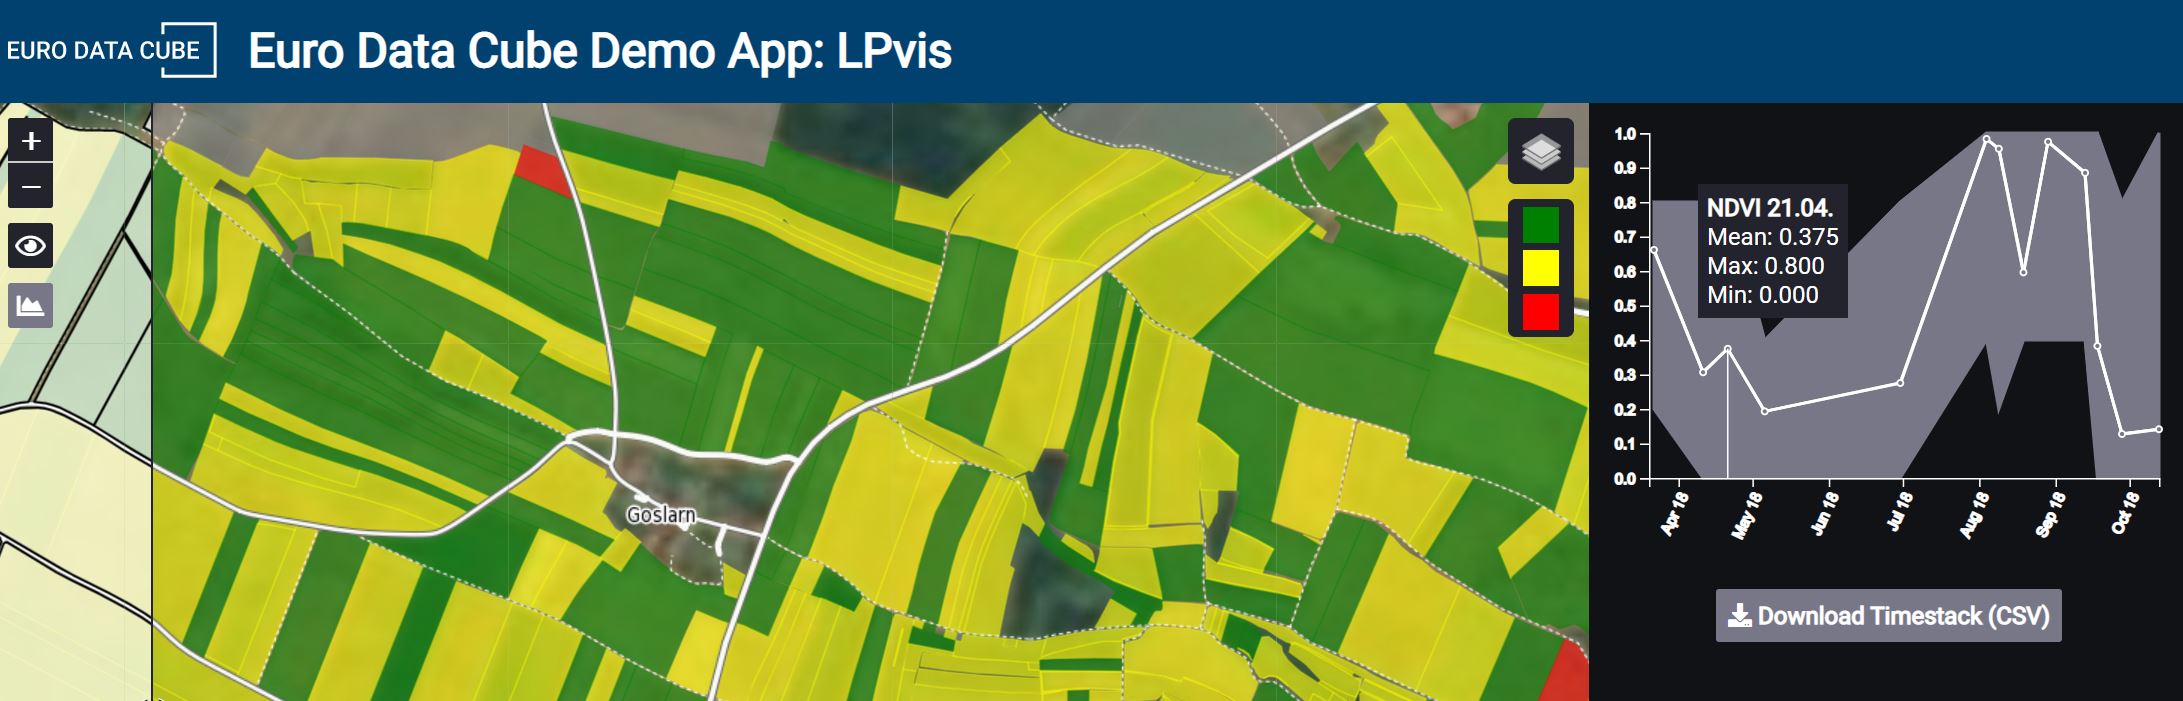 EURO DATA CUBE
Euro Data Cube Demo App: LPvis
+
−
Goslarn
1.0
0.9
0.8
0.7
0.6
0.5
0.4
0.3
0.2
0.1
0.0
NDVI 21.04.
Mean: 0.375
Max: 0.800
Min: 0.000
Apr 18
May 18
Jun 18
Jul 18
Aug 18
Sep 18
Oct 18
Download Timestack (CSV)